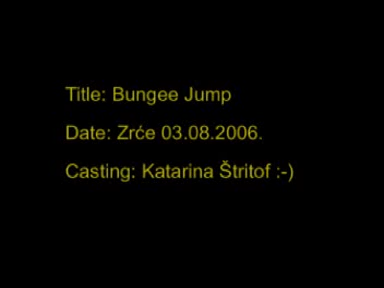 Title: Bungee Jump
Date: Zrće 03.08.2006.
Casting: Katarina Štritof :-)